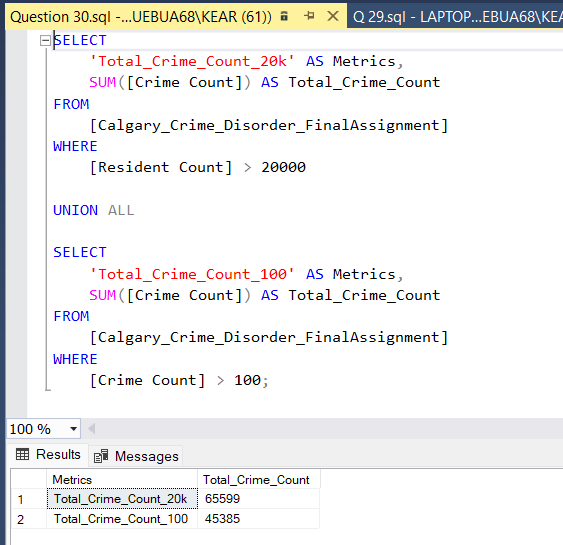 Question 30.sql -...UEBUA68\KEAR (61)) Q 29.sql - LAPTOP...EBUA68\KEA
SELECT
'Total_Crime_Count_20k' AS Metrics,
SUM([Crime Count]) AS Total_Crime_Count
FROM
[Calgary_Crime_Disorder_FinalAssignment]
WHERE
[Resident Count] > 20000
UNION ALL
SELECT
'Total_Crime_Count_100' AS Metrics,
SUM([Crime Count]) AS Total_Crime_Count
FROM
[Calgary_Crime_Disorder_FinalAssignment]
WHERE
[Crime Count] > 100;
100 %
Results Messages
Metrics Total_Crime_Count
1 Total_Crime_Count_20k 65599
2 Total_Crime_Count_100 45385